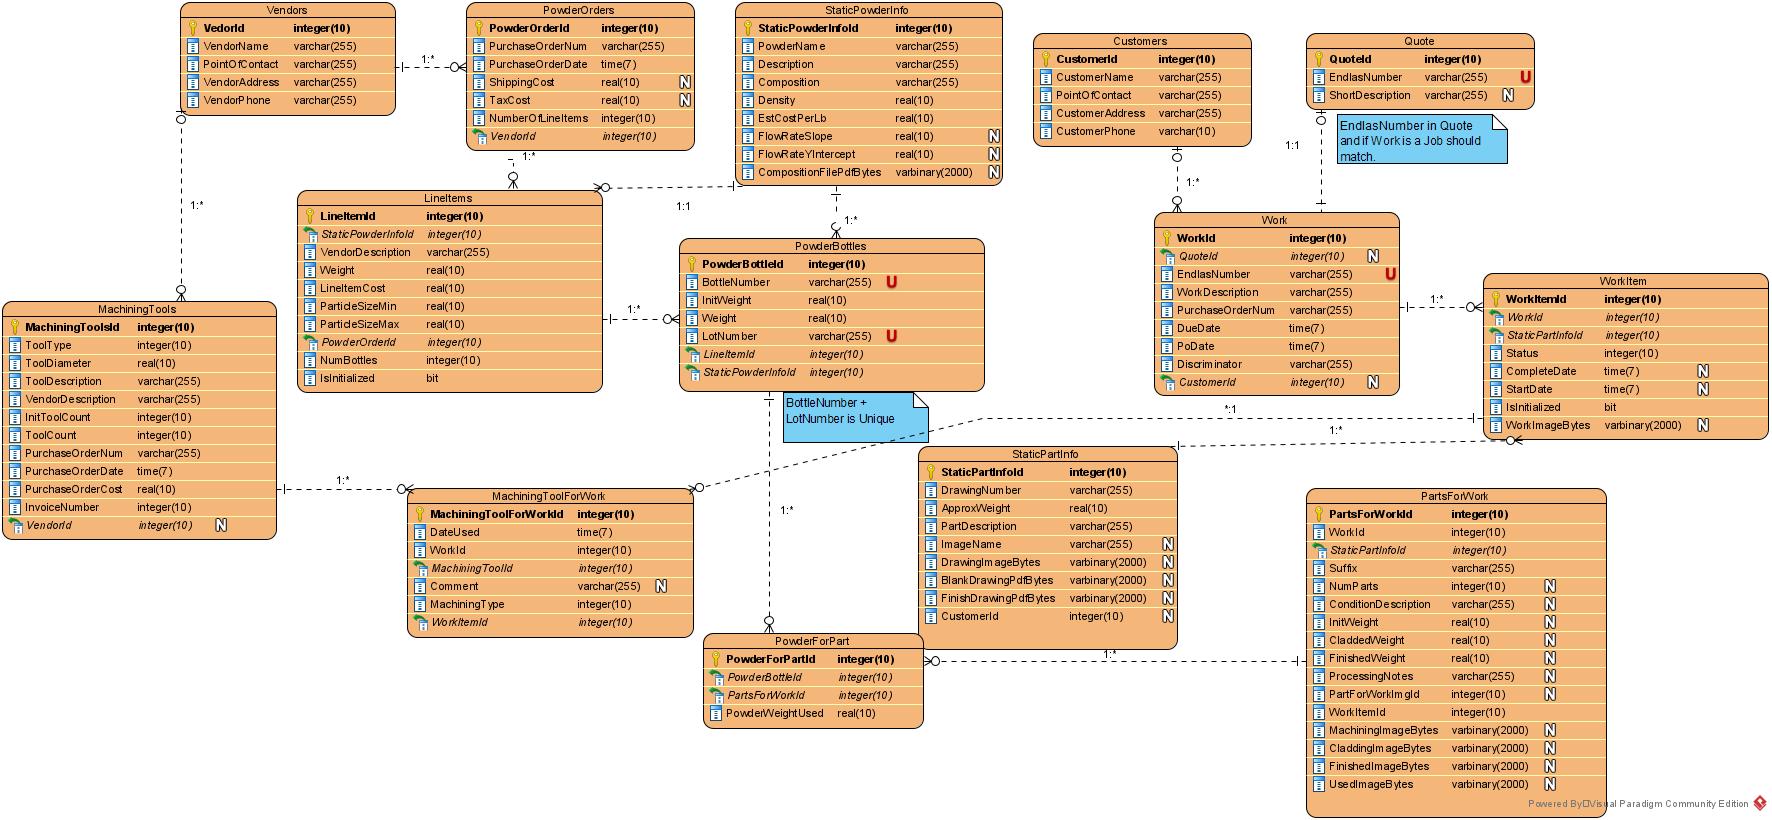 Vendors
VedorId integer(10)
VendorName varchar(255)
PointOfContact varchar(255)
VendorAddress varchar(255)
VendorPhone varchar(255)
1:*
PowderOrders
PowderOrderId integer(10)
PurchaseOrderNum varchar(255)
PurchaseOrderDate time(7)
ShippingCost real(10) N
TaxCost real(10) N
NumberOfLineItems integer(10)
VendorId integer(10)
1:*
StaticPowderInfo
StaticPowderInfoId integer(10)
PowderName varchar(255)
Description varchar(255)
Composition varchar(255)
Density real(10)
EstCostPerLb real(10)
FlowRateSlope real(10) N
FlowRateYIntercept real(10) N
CompositionFilePdfBytes varbinary(2000) N
1:1
1:*
Customers
CustomerId integer(10)
CustomerName varchar(255)
PointOfContact varchar(255)
CustomerAddress varchar(255)
CustomerPhone varchar(10)
1:*
Quote
QuoteId integer(10)
EndlasNumber varchar(255) U
ShortDescription varchar(255) N
1:1
EndlasNumber in Quote
and if Work is a Job should
match.
1:*
LineItems
LineItemId integer(10)
StaticPowderInfoId integer(10)
VendorDescription varchar(255)
Weight real(10)
LineItemCost real(10)
ParticleSizeMin real(10)
ParticleSizeMax real(10)
PowderOrderId integer(10)
NumBottles integer(10)
IsInitialized bit
1:*
PowderBottles
PowderBottleId integer(10)
BottleNumber varchar(255) U
InitWeight real(10)
Weight real(10)
LotNumber varchar(255) U
LineItemId integer(10)
StaticPowderInfoId integer(10)
BottleNumber +
LotNumber is Unique
Work
WorkId integer(10)
QuoteId integer(10) N
EndlasNumber varchar(255) U
WorkDescription varchar(255)
PurchaseOrderNum varchar(255)
DueDate time(7)
PoDate time(7)
Discriminator varchar(255)
CustomerId integer(10) N
1:*
WorkItem
WorkItemId integer(10)
WorkId integer(10)
StaticPartInfoId integer(10)
Status integer(10)
CompleteDate time(7) N
StartDate time(7) N
IsInitialized bit
WorkImageBytes varbinary(2000) N
*:1
1:*
MachiningTools
MachiningToolsId integer(10)
ToolType integer(10)
ToolDiameter real(10)
ToolDescription varchar(255)
VendorDescription varchar(255)
InitToolCount integer(10)
ToolCount integer(10)
PurchaseOrderNum varchar(255)
PurchaseOrderDate time(7)
PurchaseOrderCost real(10)
InvoiceNumber integer(10)
VendorId integer(10) N
1:*
MachiningToolForWork
MachiningToolForWorkId integer(10)
DateUsed time(7)
WorkId integer(10)
MachiningToolId integer(10)
Comment varchar(255) N
MachiningType integer(10)
WorkItemId integer(10)
1:*
StaticPartInfo
StaticPartInfoId integer(10)
DrawingNumber varchar(255)
ApproxWeight real(10)
PartDescription varchar(255)
ImageName varchar(255) N
DrawingImageBytes varbinary(2000) N
BlankDrawingPdfBytes varbinary(2000) N
FinishDrawingPdfBytes varbinary(2000) N
CustomerId integer(10) N
PowderForPart
PowderForPartId integer(10)
PowderBottleId integer(10)
PartsForWorkId integer(10)
PowderWeightUsed real(10)
1:*
PartsForWork
PartsForWorkId integer(10)
WorkId integer(10)
StaticPartInfoId integer(10)
Suffix varchar(255)
NumParts integer(10) N
ConditionDescription varchar(255) N
InitWeight real(10) N
CladdedWeight real(10) N
FinishedWeight real(10) N
ProcessingNotes varchar(255) N
PartForWorkImgId integer(10) N
WorkItemId integer(10)
MachiningImageBytes varbinary(2000) N
CladdingImageBytes varbinary(2000) N
FinishedImageBytes varbinary(2000) N
UsedImageBytes varbinary(2000) N
Powered By□Visual Paradigm Community Edition